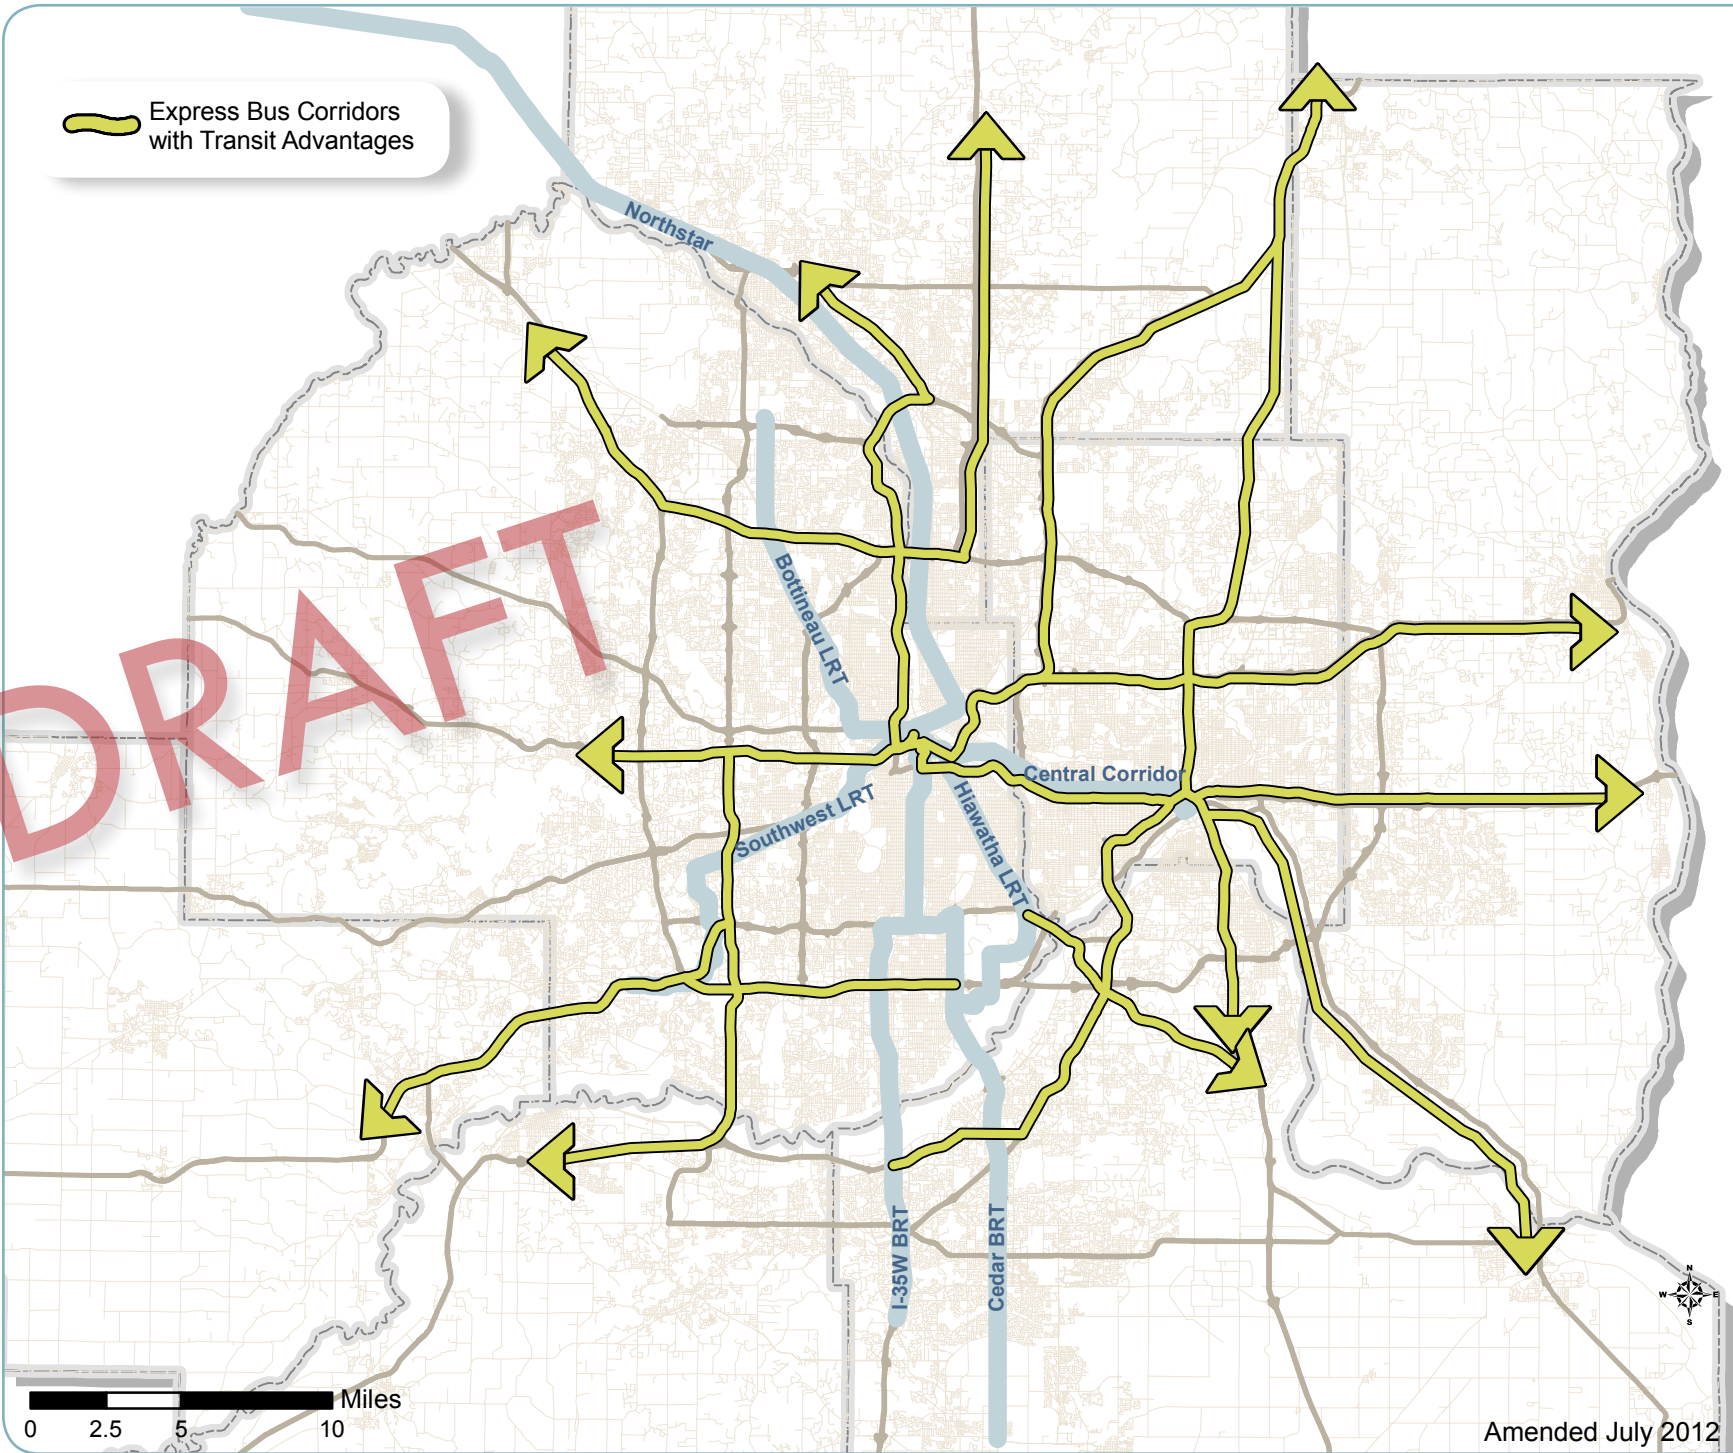 Express Bus Corridors
with Transit Advantages
Northstar
DRAFT
Bottineau LRT
Central Corridor
Southwest LRT
Hiawatha LRT
I-35W BRT
Cedar BRT
N
W E
S
Miles
0 2.5 5 10
Amended July 2012